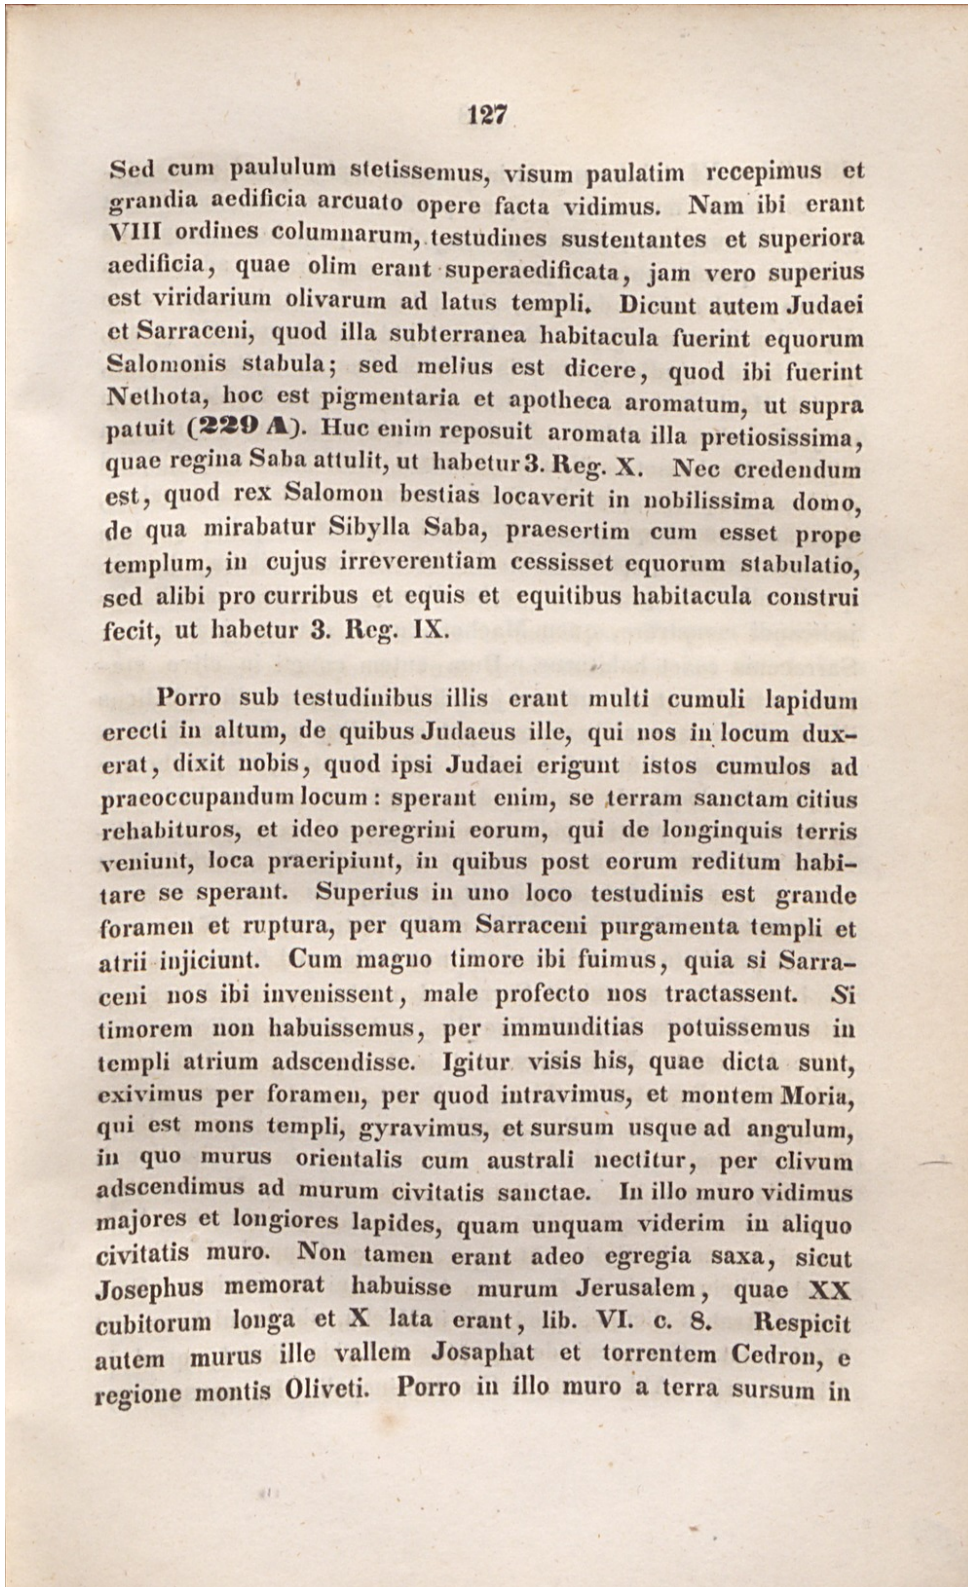 127
Sed cum paululum stetissemus, visum paulatim recepimus et
grandia aedificia arcuato opere facta vidimus. Nam ibi erant
VIII ordines columnarum, testudines sustentantes et superiora
aedificia, quae olim erant superaedificata, jam vero superius
est viridarium olivarum ad latus templi. Dicunt autem Judaei
et Sarraceni, quod illa subterranea habitacula fuerint equorum
Salomonis stabula; sed melius est dicere, quod ibi fuerint
Nethota, hoc est pigmentaria et apotheca aromatum, ut supra
patuit (229 A). Huc enim reposuit aromata illa pretiosissima,
quae regina Saba attulit, ut habetur 3. Reg. X. Nec credendum
est, quod rex Salomon bestias locaverit in nobilissima domo,
de qua mirabatur Sibylla Saba, praesertim cum esset prope
templum, in cujus irreverentiam cessisset equorum stabulatio,
sed alibi pro curribus et equis et equitibus habitacula construi
fecit, ut habetur 3. Reg. IX.
Porro sub testudinibus illis erant multi cumuli lapidum
erecti in altum, de quibus Judaeus ille, qui nos in locum dux-
erat, dixit nobis, quod ipsi Judaei erigunt istos cumulos ad
praeoccupandum locum: sperant enim, se terram sanctam citius
rehabituros, et ideo peregrini eorum, qui de longinquis terris
veniunt, loca praeripiunt, in quibus post eorum reditum habi-
tare se sperant. Superius in uno loco testudinis est grande
foramen et ruptura, per quam Sarraceni purgamenta templi et
atrii injiciunt. Cum magno timore ibi fuimus, quia si Sarra-
ceni nos ibi invenissent, male profecto nos tractassent. Si
timorem non habuissemus, per immunditias potuissemus in
templi atrium adscendisse. Igitur visis his, quae dicta sunt,
exivimus per foramen, per quod intravimus, et montem Moria,
qui est mons templi, gyravimus, et sursum usque ad angulum,
in quo murus orientalis cum australi nectitur, per clivum
adscendimus ad murum civitatis sanctae. In illo muro vidimus
majores et longiores lapides, quam unquam viderim in aliquo
civitatis muro. Non tamen erant adeo egregia saxa, sicut
Josephus memorat habuisse murum Jerusalem, quae XX
cubitorum longa et X lata erant, lib. VI. c. 8. Respicit
autem murus ille vallem Josaphat et torrentem Cedron, e
regione montis Oliveti. Porro in illo muro a terra sursum in